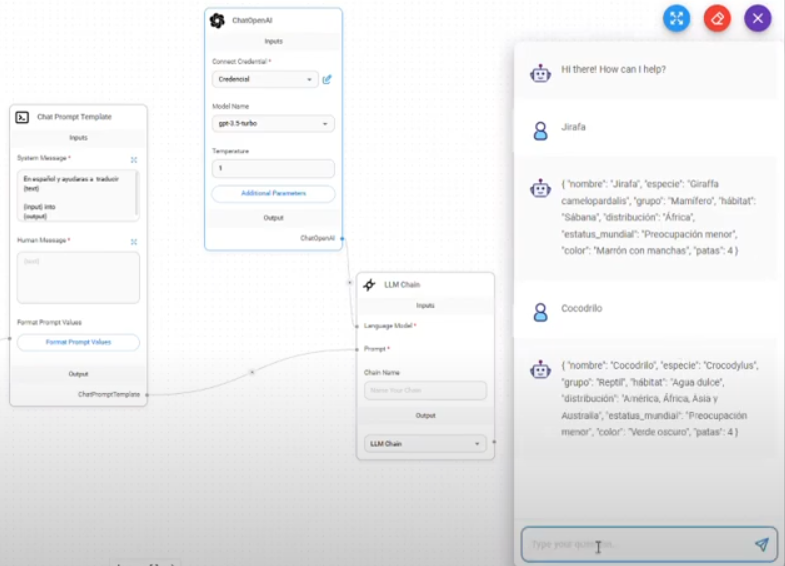 ChatOpenAI
Inputs
Connect Credential *
Credencial
Model Name
gpt-3.5-turbo
Temperature
1
Additional Parameters
Output
ChatOpenAI
Chat Prompt Template
Inputs
System Message *
En español y ayudaras a traducir
{text}
{input} into
{output}
Human Message *
{text}
Format Prompt Values
Format Prompt Values
Output
ChatPromptTemplate
LLM Chain
Inputs
Language Model *
Prompt *
Chain Name
Name Your Chain
Output
LLM Chain
Hi there! How can I help?
Jirafa
{ "nombre": "Jirafa", "especie": "Giraffa
camelopardalis", "grupo": "Mamífero", "hábitat":
"Sábana", "distribución": "África",
"estatus_mundial": "Preocupación menor",
"color": "Marrón con manchas", "patas": 4 }
Cocodrilo
{ "nombre": "Cocodrilo", "especie": "Crocodylus",
"grupo": "Reptil", "hábitat": "Agua dulce",
"distribución": "América, África, Asia y
Australia", "estatus_mundial": "Preocupación
menor", "color": "Verde oscuro", "patas": 4 }
Type your question...